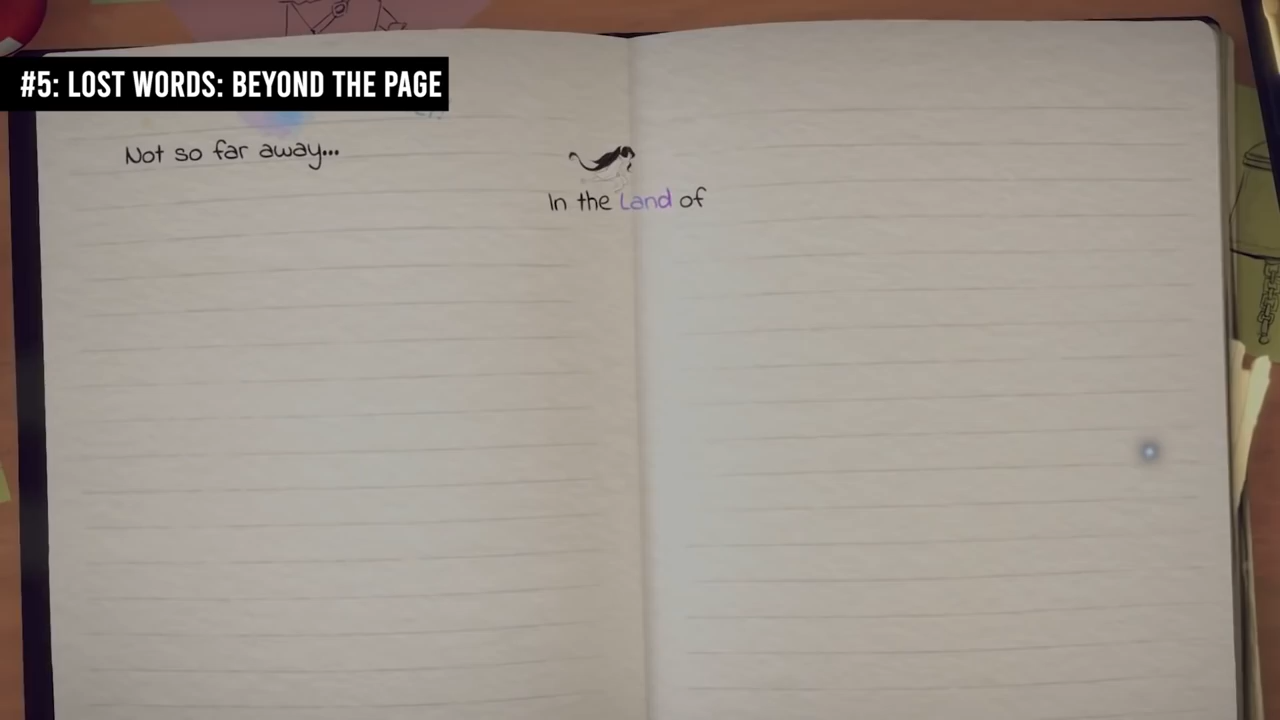 #5: LOST WORDS: BEYOND THE PAGE
Not so far away...
In the Land of